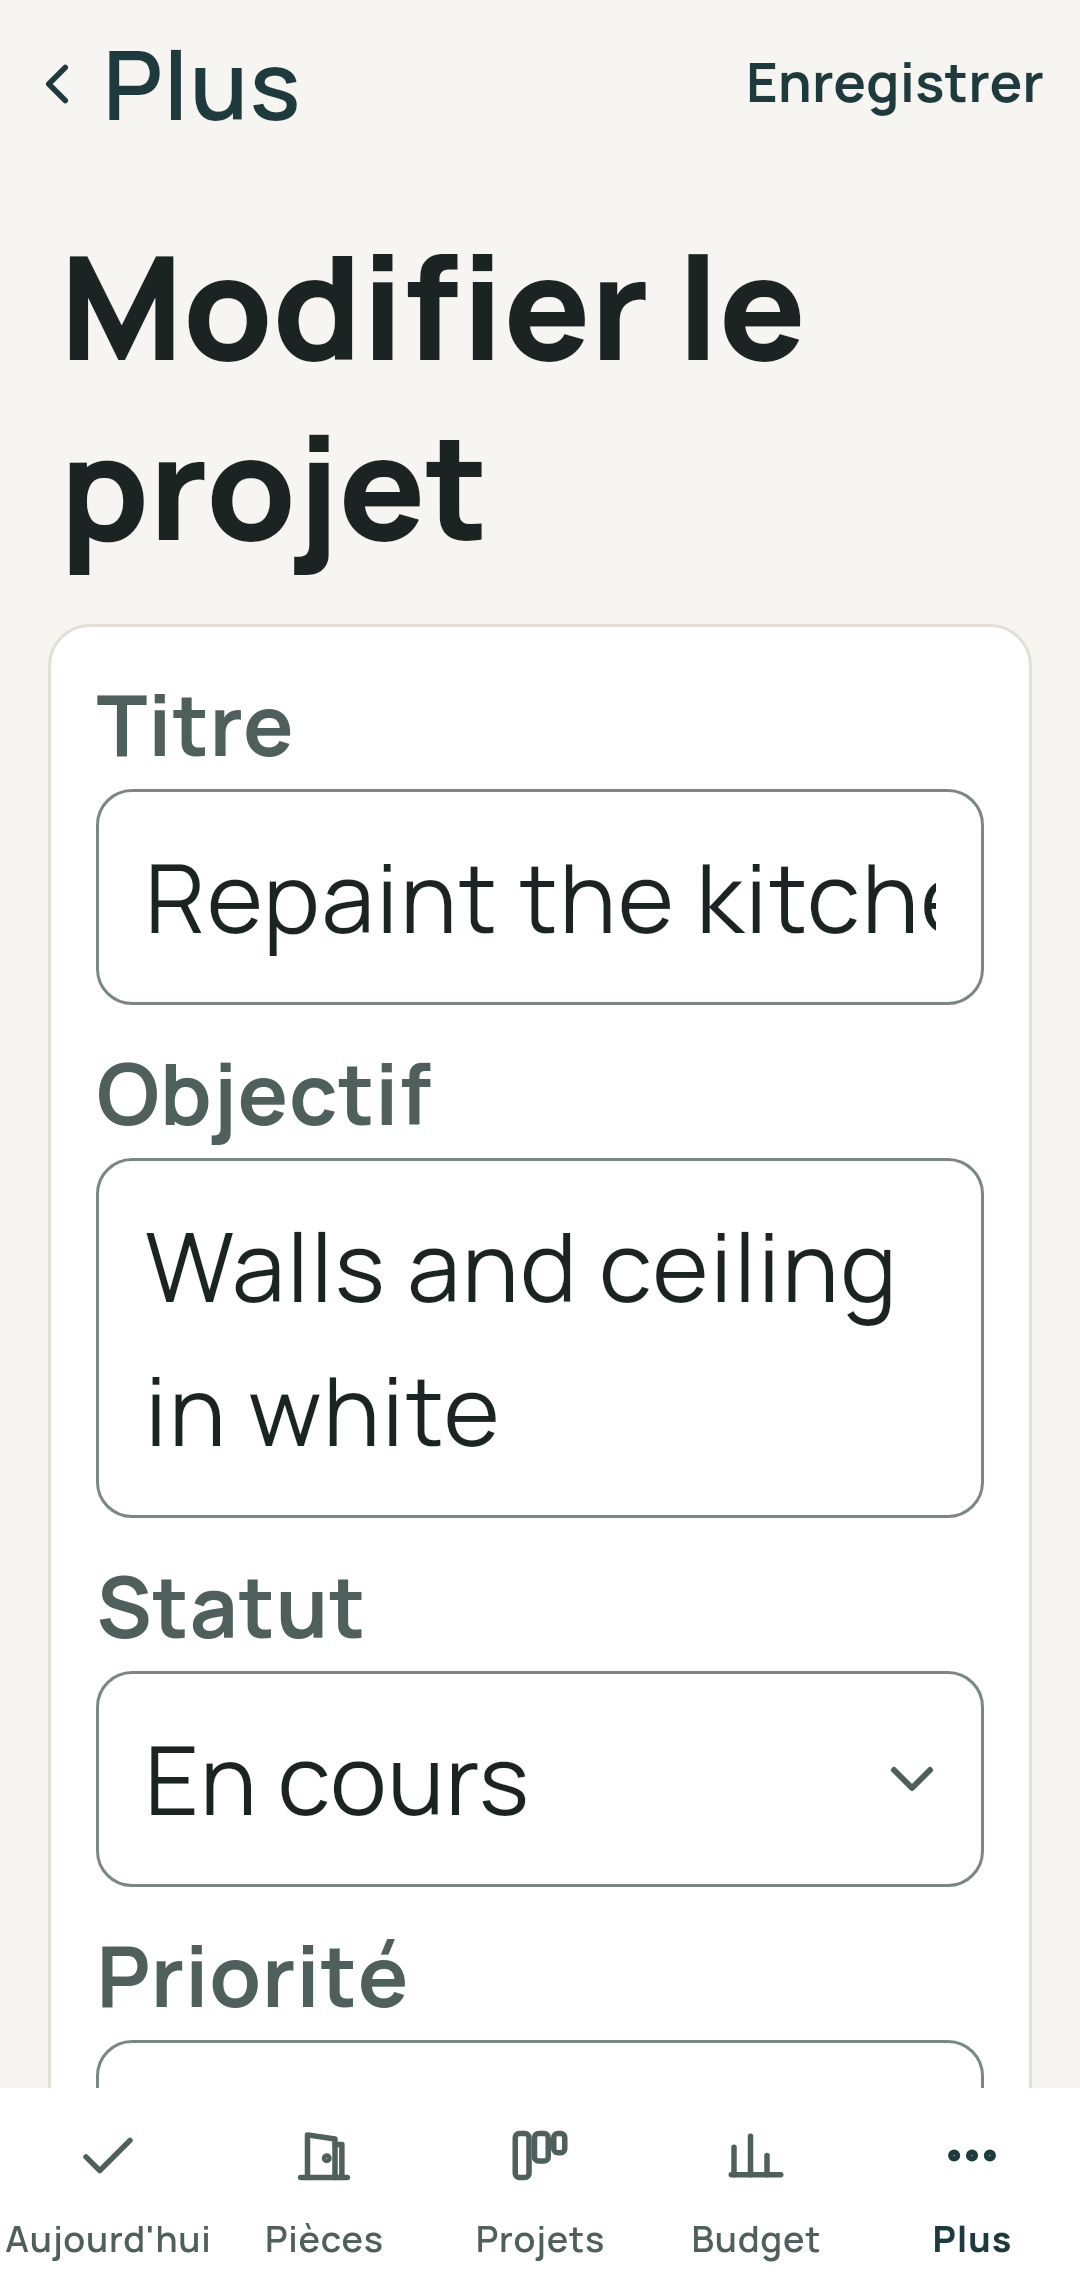 Plus
Enregistrer
Modifier le
projet
Titre
Repaint the kitche
Objectif
Walls and ceiling
in white
Statut
En cours
Priorité
Aujourd'hui
Pièces
Projets
Budget
Plus